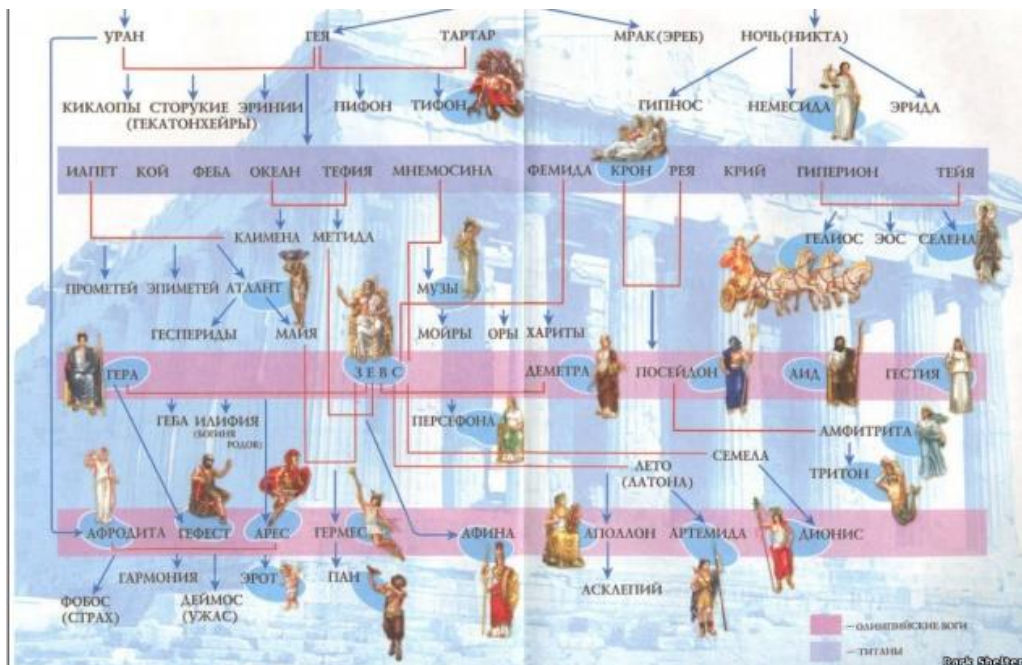 УРАН ГЕЯ ТАРТАР МРАК(ЭРЕБ) НОЧЬ(НИКТА)
КИКЛОПЫ СТОРУКИЕ ЭРИНИИ ПИФОН ТИФОН ГИПНОС НЕМЕСИДА ЭРИДА
(ГЕКАТОНХЕЙРЫ)
ИАПЕТ КОЙ ФЕБА ОКЕАН ТЕФИЯ МНЕМОСИНА ФЕМИДА КРОН РЕЯ КРИЙ ГИПЕРИОН ТЕЙЯ
КЛИМЕНА МЕТИДА ГЕЛИОС ЭОС СЕЛЕНА
ПРОМЕТЕЙ ЭПИМЕТЕЙ АТЛАНТ МУЗЫ
ГЕСПЕРИДЫ МАЙЯ МОЙРЫ ОРЫ ХАРИТЫ
ГЕРА ЗЕВС ДЕМЕТРА ПОСЕЙДОН АИД ГЕСТИЯ
ГЕБА ИЛИФИЯ ПЕРСЕФОНА АМФИТРИТА
(БОГИНЯ
РОДОВ)
СЕМЕЛА
ЛЕТО ТРИТОН
(ЛАТОНА)
АФРОДИТА ГЕФЕСТ АРЕС ГЕРМЕС АФИНА АПОЛЛОН АРТЕМИДА ДИОНИС
ГАРМОНИЯ ЭРОТ ПАН АСКЛЕПИЙ
ФОБОС ДЕЙМОС
(СТРАХ) (УЖАС)
– ОЛИМПИЙСКИЕ БОГИ
– ТИТАНЫ
Dark Shelter